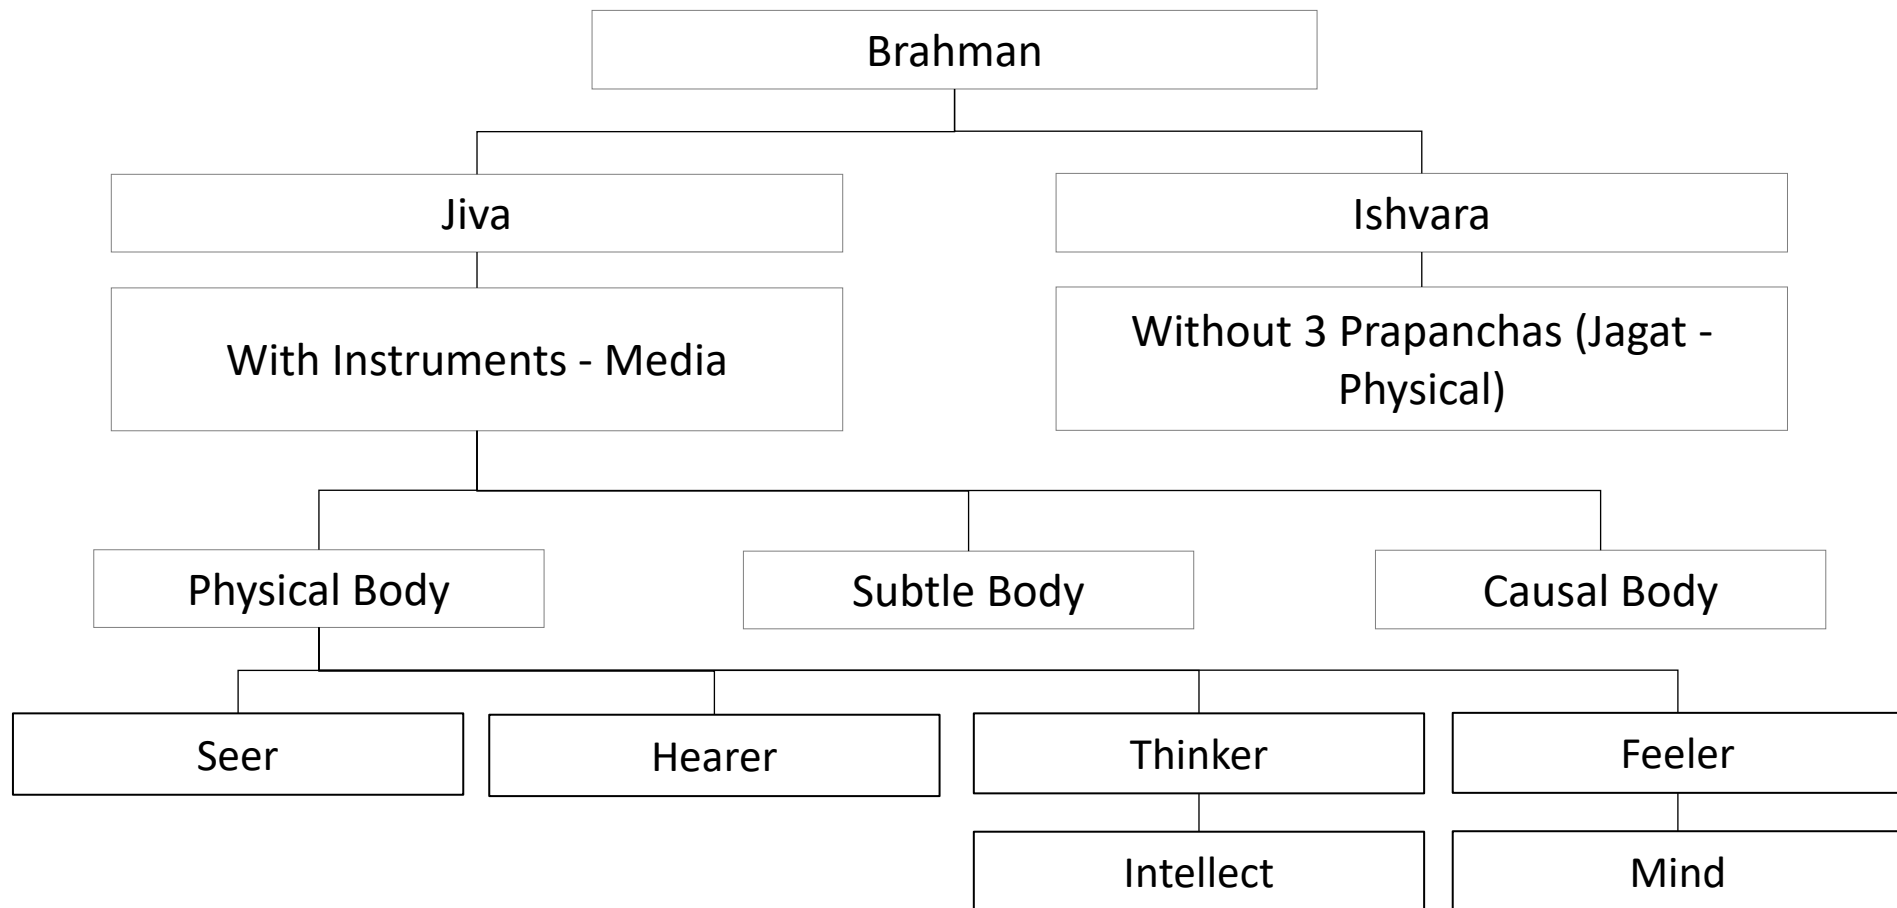 Brahman
Jiva
Ishvara
With Instruments - Media
Without 3 Prapanchas (Jagat -
Physical)
Physical Body
Subtle Body
Causal Body
Seer
Hearer
Thinker
Feeler
Intellect
Mind